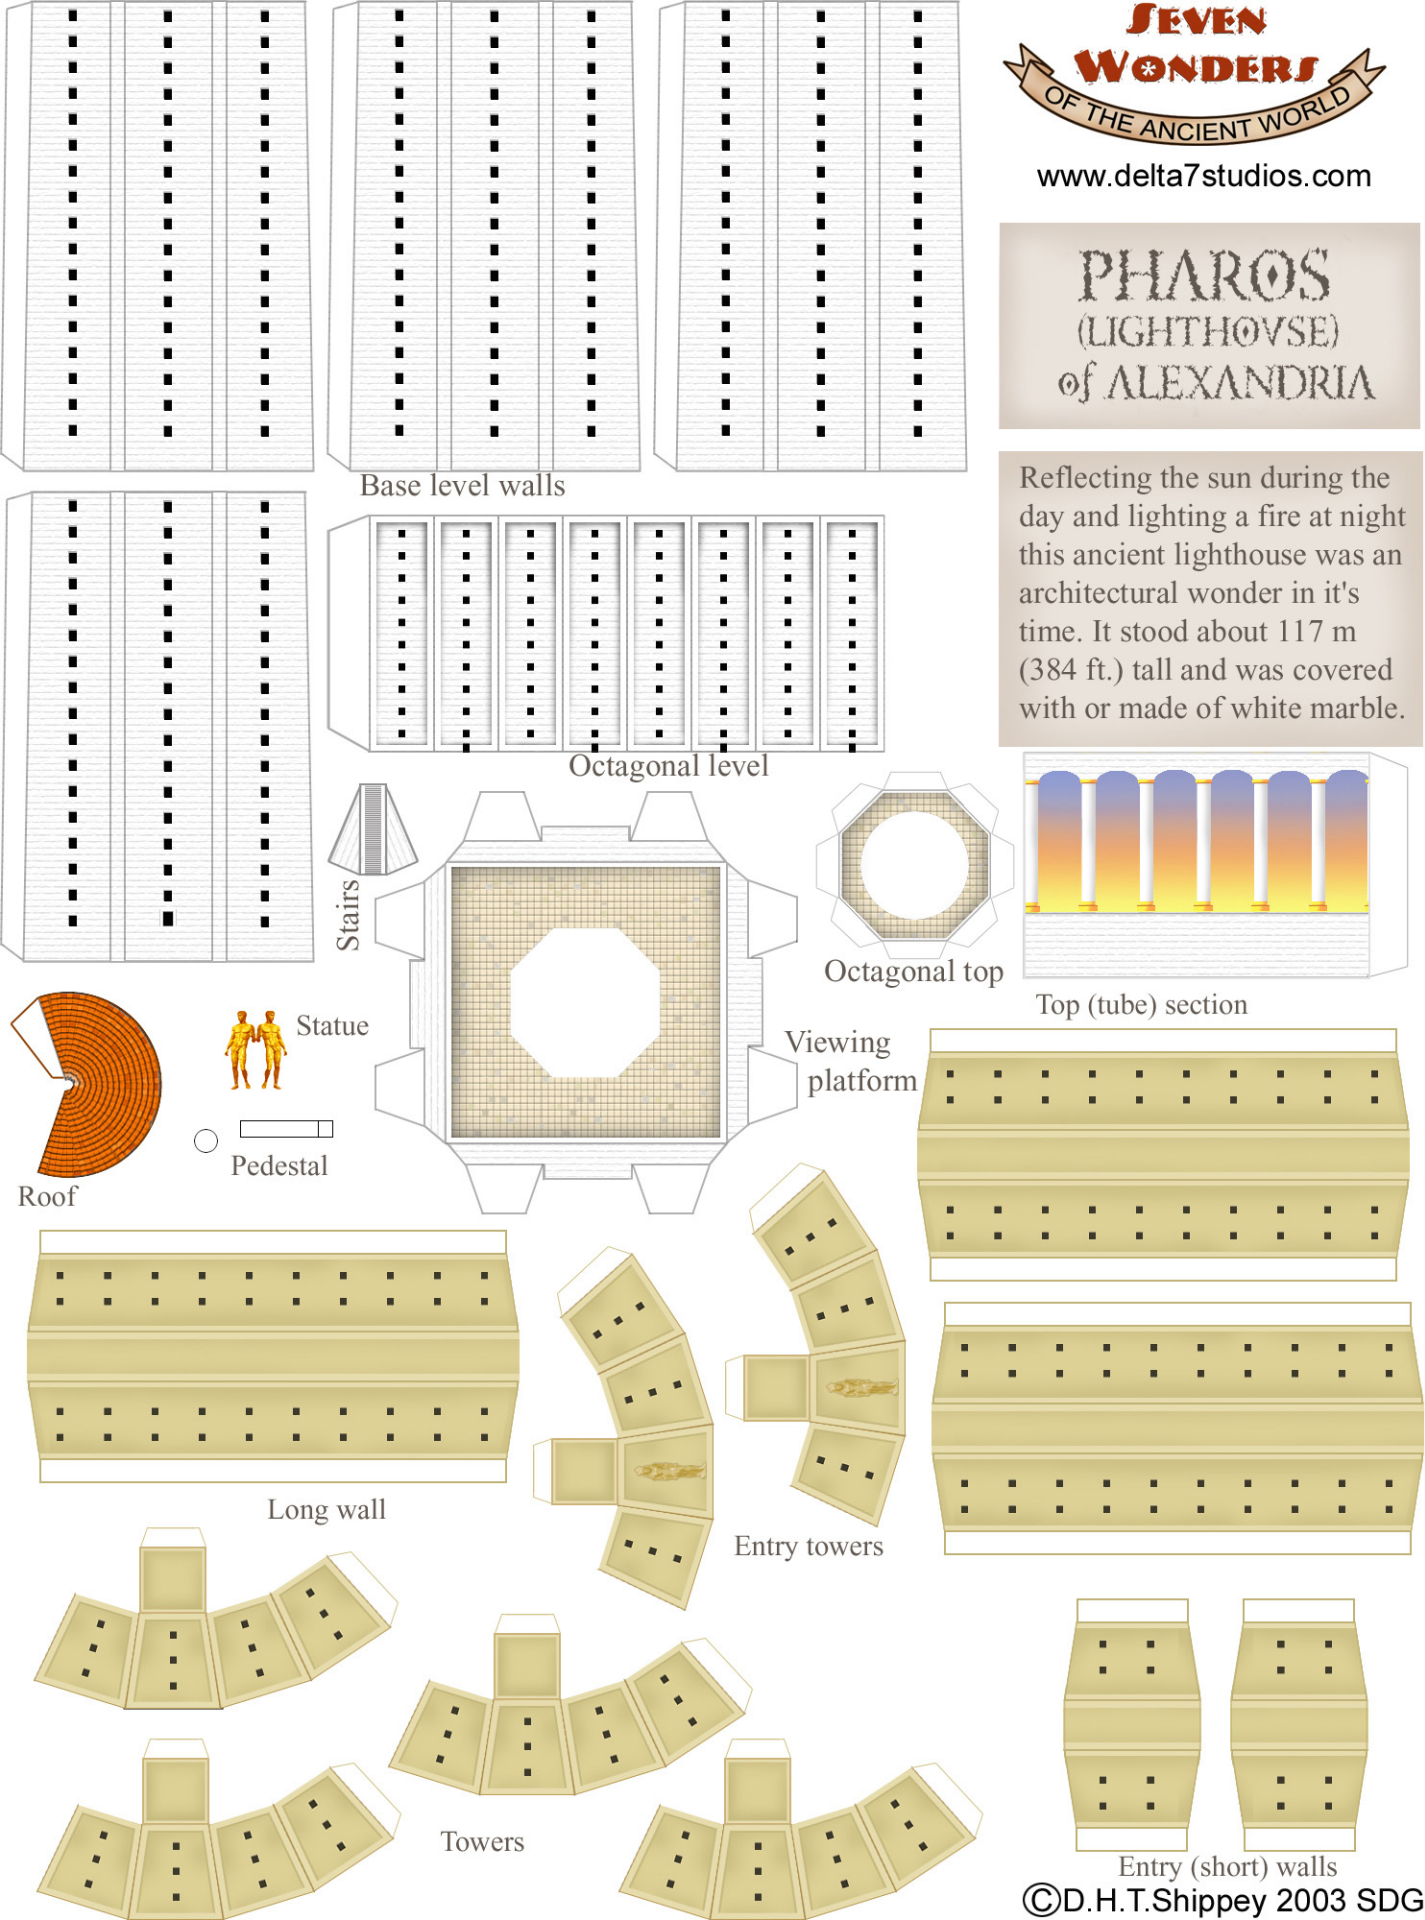 SEVEN
WONDERS
OF THE ANCIENT WORLD
www.delta7studios.com
PHAROS
(LIGHTHOVSE)
of ALEXANDRIA
Base level walls
Reflecting the sun during the
day and lighting a fire at night
this ancient lighthouse was an
architectural wonder in it's
time. It stood about 117 m
(384 ft.) tall and was covered
with or made of white marble.
Octagonal level
Stairs
Octagonal top
Top (tube) section
Statue
Viewing
platform
Pedestal
Roof
Long wall
Entry towers
Towers
Entry (short) walls
©D.H.T.Shippey 2003 SDG